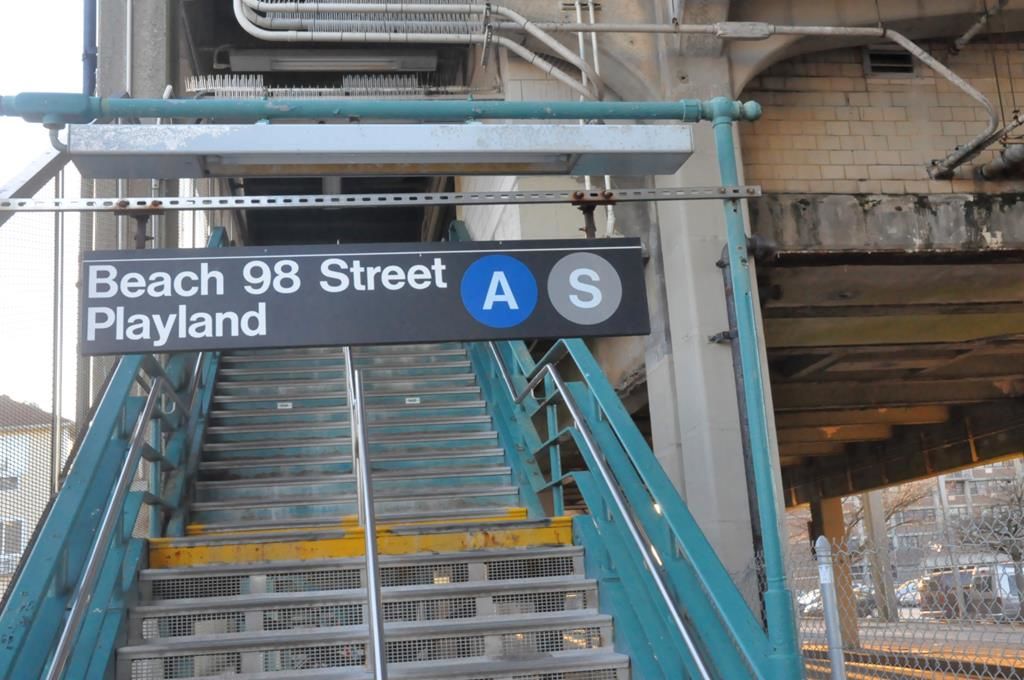 Beach 98 Street A S
Playland